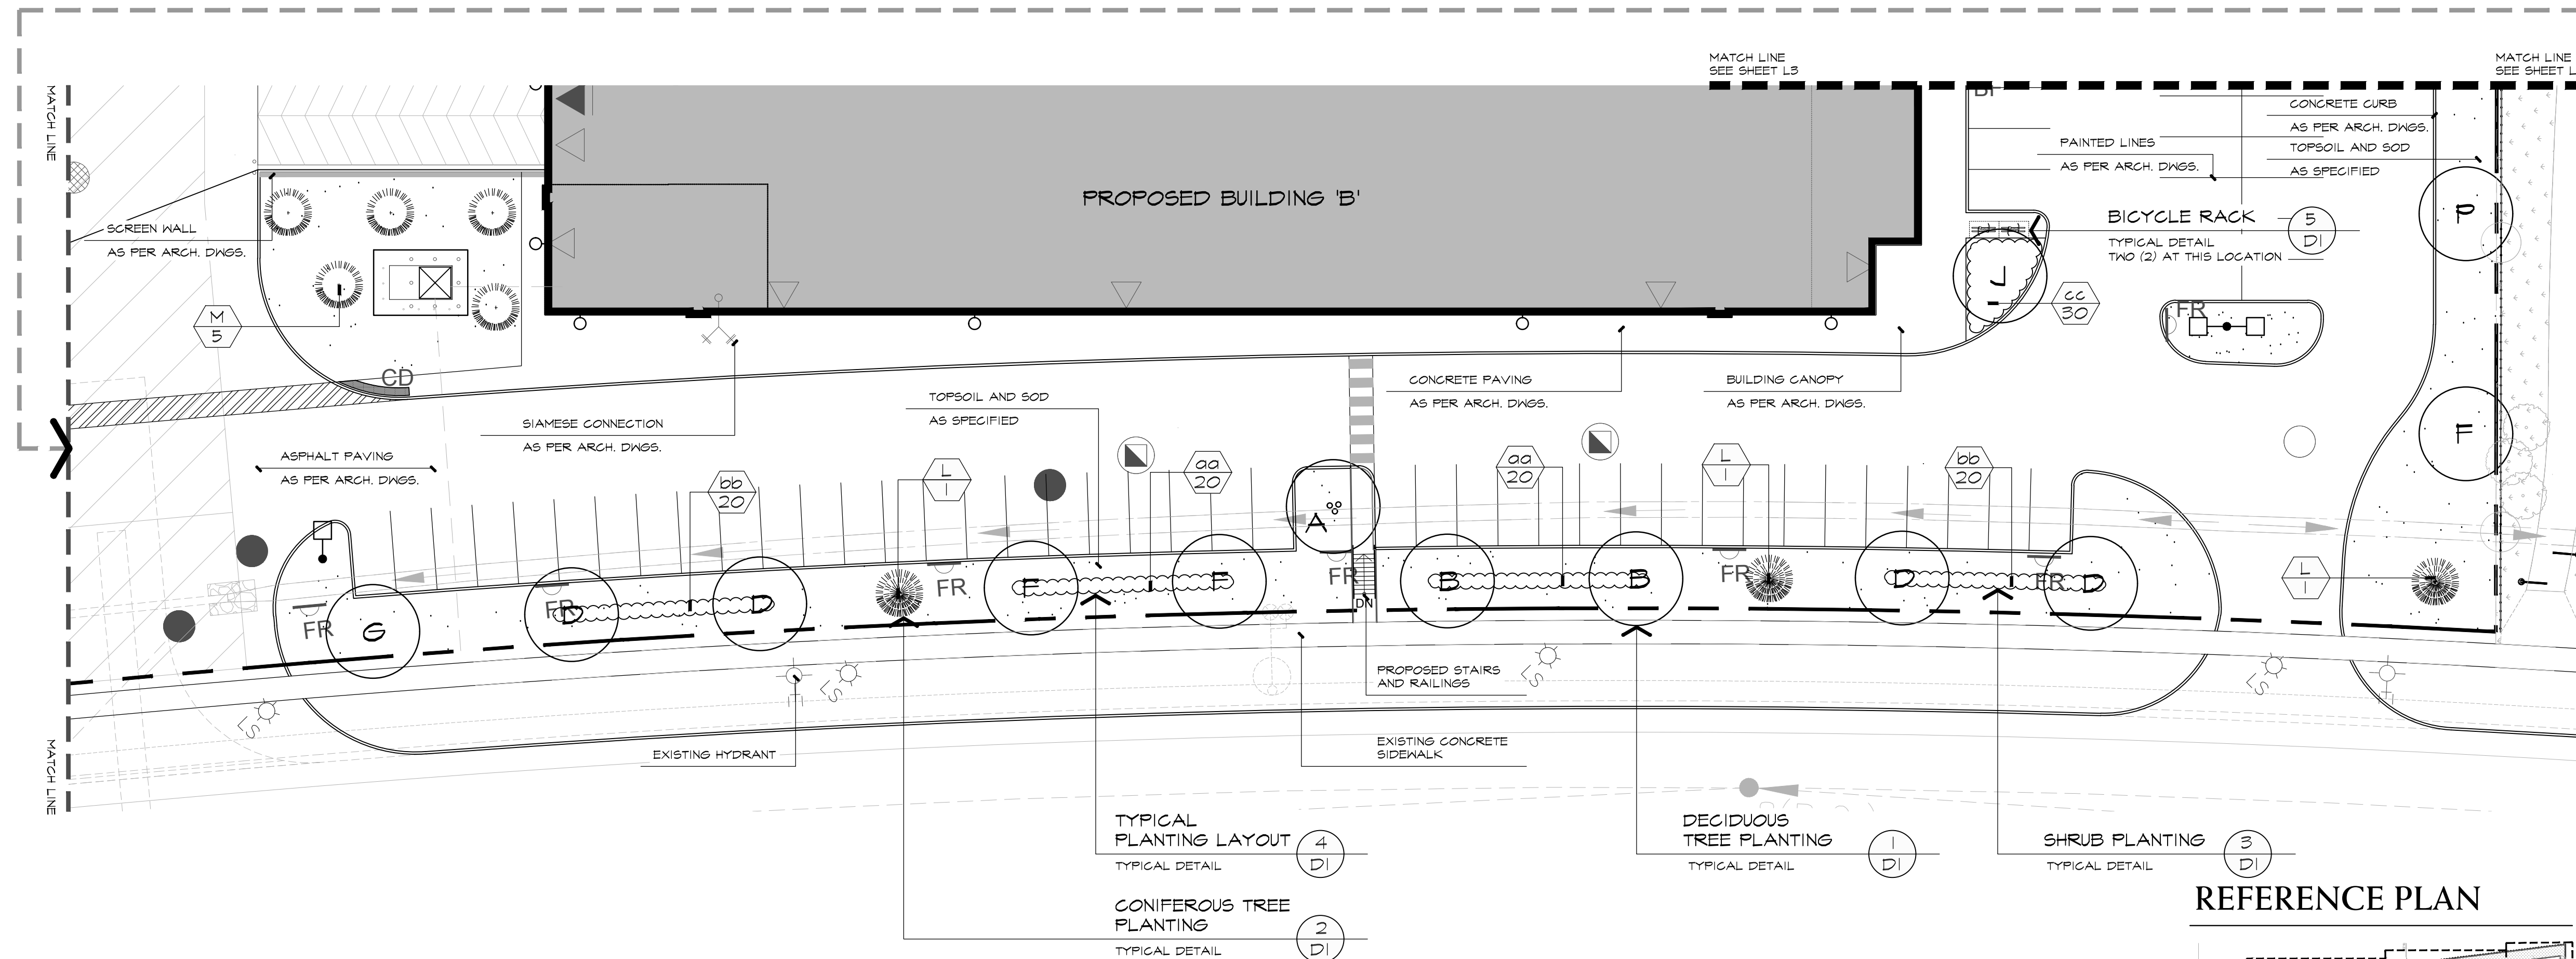 MATCH LINE
SEE SHEET L3
MATCH LINE
SEE SHEET L
MATCH LINE
CONCRETE CURB
AS PER ARCH. DWGS.
PAINTED LINES
AS PER ARCH. DWGS.
TOPSOIL AND SOD
AS SPECIFIED
PROPOSED BUILDING 'B'
SCREEN WALL
AS PER ARCH. DWGS.
BICYCLE RACK
5
D1
TYPICAL DETAIL
TWO (2) AT THIS LOCATION
P
J
cc
30
FR
M
5
CD
SIAMESE CONNECTION
AS PER ARCH. DWGS.
TOPSOIL AND SOD
AS SPECIFIED
CONCRETE PAVING
AS PER ARCH. DWGS.
BUILDING CANOPY
AS PER ARCH. DWGS.
F
ASPHALT PAVING
AS PER ARCH. DWGS.
bb
20
L
1
aa
20
aa
20
L
1
bb
20
A
FR
G
FR
D
D
FR
F
F
FR
DN
B
B
FR
D
FR
D
L
1
LS
LS
LS
LS
H
H
PROPOSED STAIRS
AND RAILINGS
EXISTING HYDRANT
EXISTING CONCRETE
SIDEWALK
MATCH LINE
TYPICAL
PLANTING LAYOUT
4
D1
TYPICAL DETAIL
DECIDUOUS
TREE PLANTING
1
D1
TYPICAL DETAIL
SHRUB PLANTING
3
D1
TYPICAL DETAIL
CONIFEROUS TREE
PLANTING
2
D1
TYPICAL DETAIL
REFERENCE PLAN